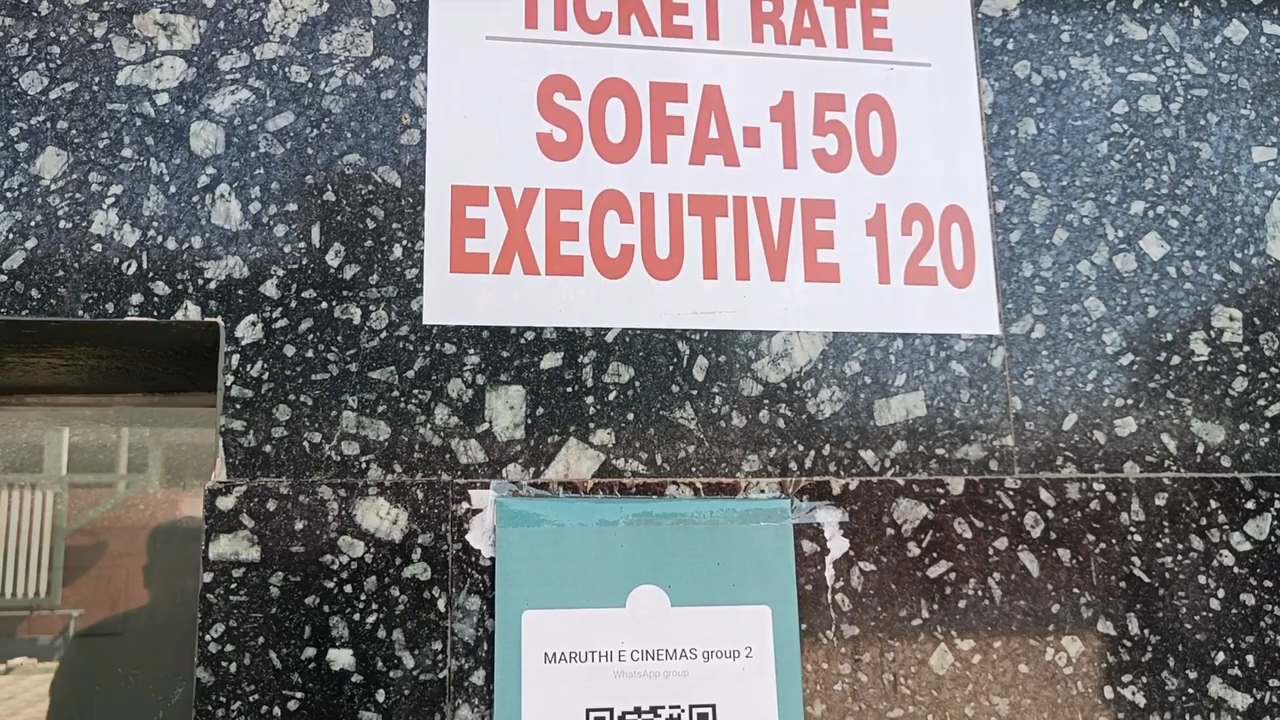 TICKET RATE
SOFA-150
EXECUTIVE 120
MARUTHI E CINEMAS group 2
WhatsApp group